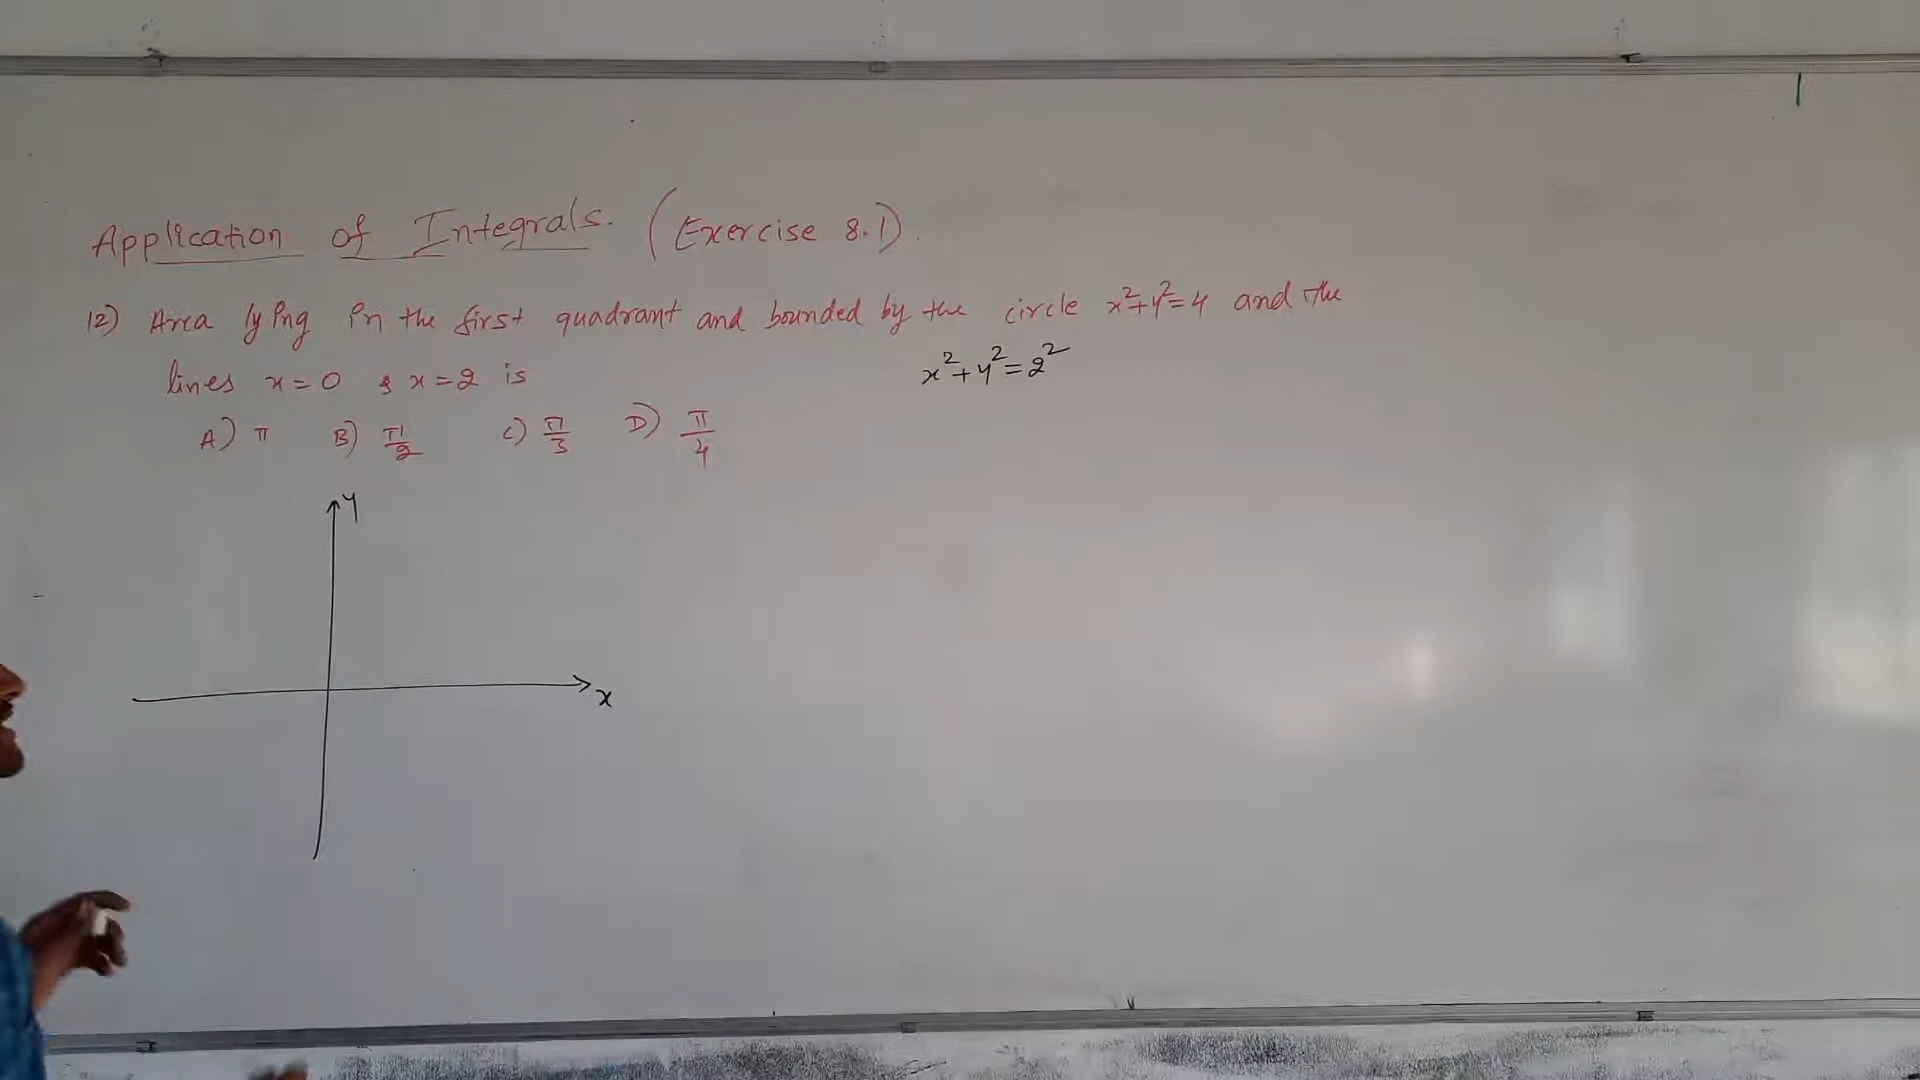 Application of Integrals. (Exercise 8.1).
12) Area lying in the first quadrant and bounded by the circle x²+y²=4 and the
lines x=0 & x=2 is
x²+y²=2²
A) π B) π/2 C) π/3 D) π/4
y
x